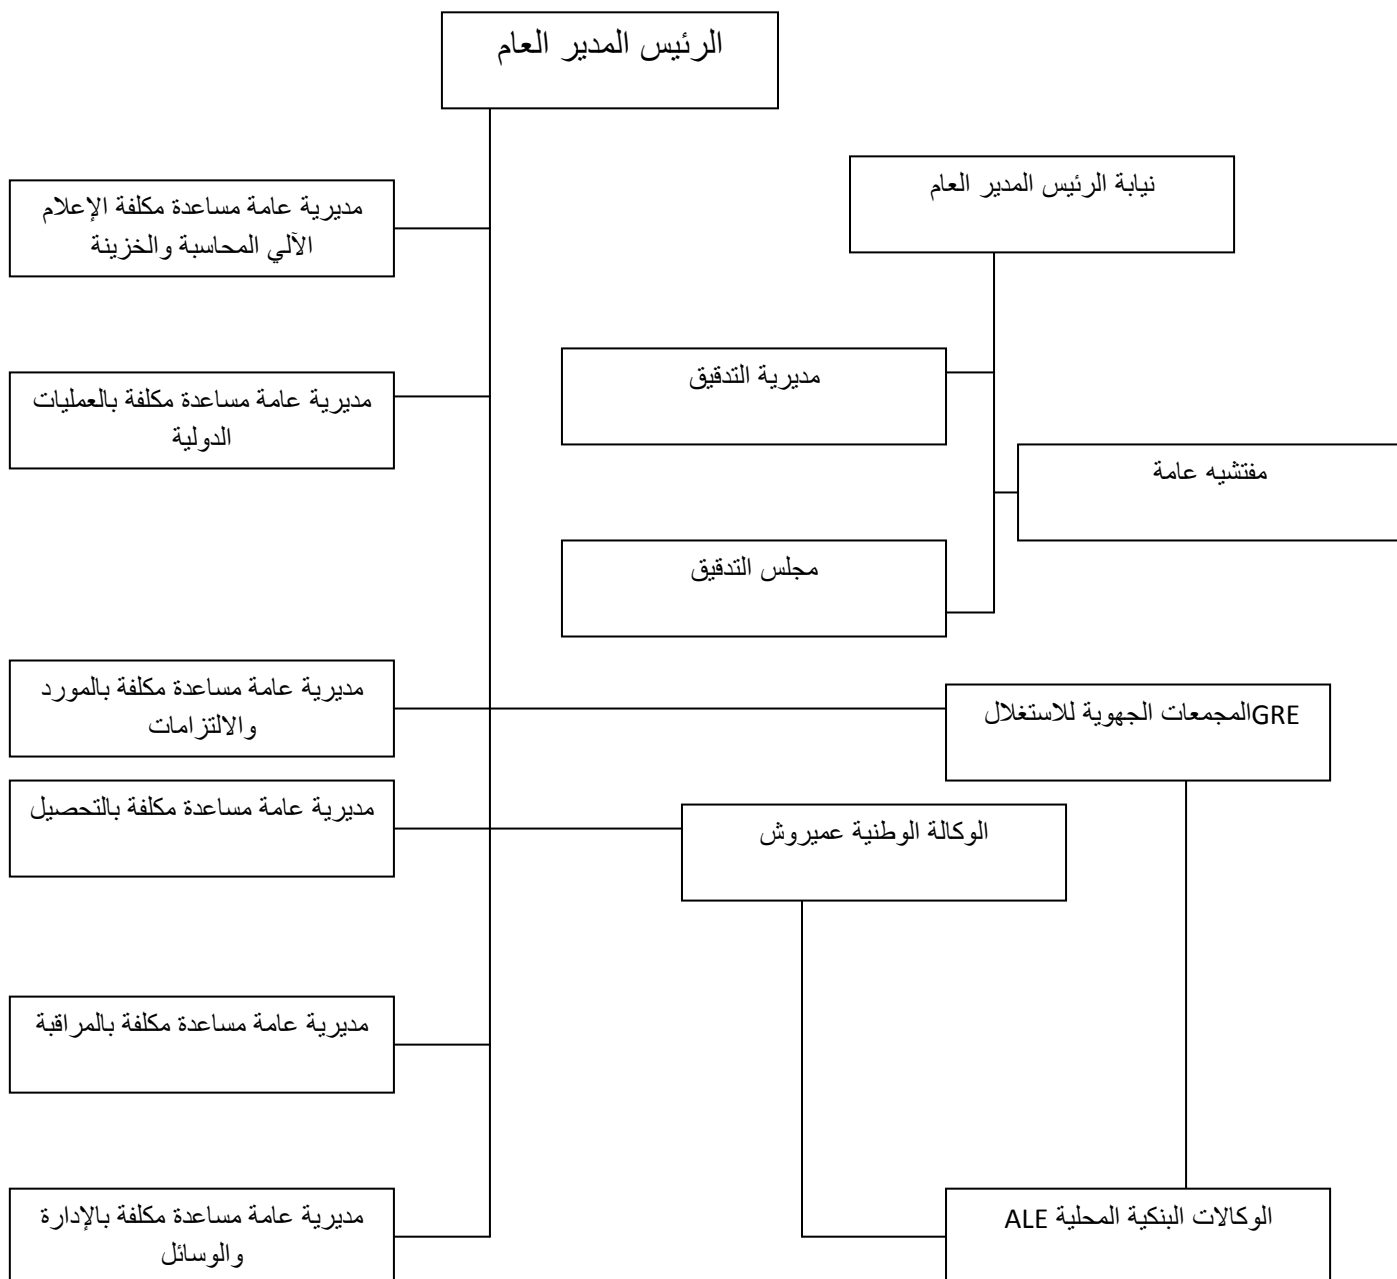 الرئيس المدير العام
نيابة الرئيس المدير العام
مديرية عامة مساعدة مكلفة الإعلام
الآلي المحاسبة والخزينة
مديرية التدقيق
مديرية عامة مساعدة مكلفة بالعمليات
الدولية
مفتشيه عامة
مجلس التدقيق
مديرية عامة مساعدة مكلفة بالمورد
والالتزامات
GREالمجمعات الجهوية للاستغلال
مديرية عامة مساعدة مكلفة بالتحصيل
الوكالة الوطنية عميروش
مديرية عامة مساعدة مكلفة بالمراقبة
مديرية عامة مساعدة مكلفة بالإدارة
والوسائل
الوكالات البنكية المحلية ALE